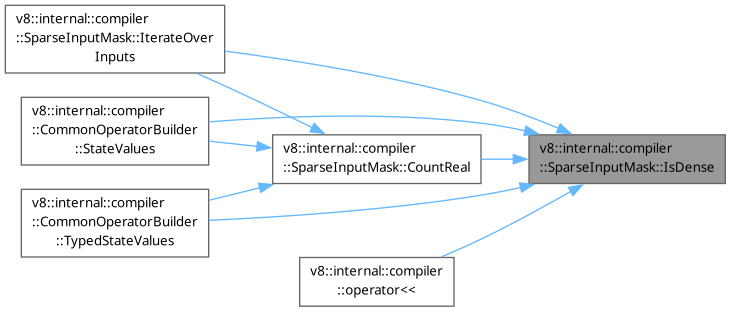 v8::internal::compiler
::SparseInputMask::IterateOver
Inputs
v8::internal::compiler
::CommonOperatorBuilder
::StateValues
v8::internal::compiler
::CommonOperatorBuilder
::TypedStateValues
v8::internal::compiler
::SparseInputMask::CountReal
v8::internal::compiler
::operator<<
v8::internal::compiler
::SparseInputMask::IsDense